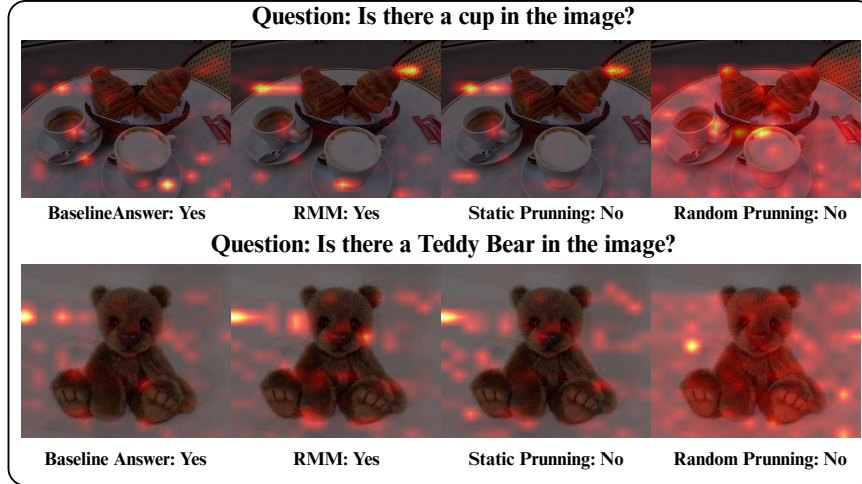 Question: Is there a cup in the image?
BaselineAnswer: Yes RMM: Yes Static Prunning: No Random Prunning: No
Question: Is there a Teddy Bear in the image?
Baseline Answer: Yes RMM: Yes Static Prunning: No Random Prunning: No